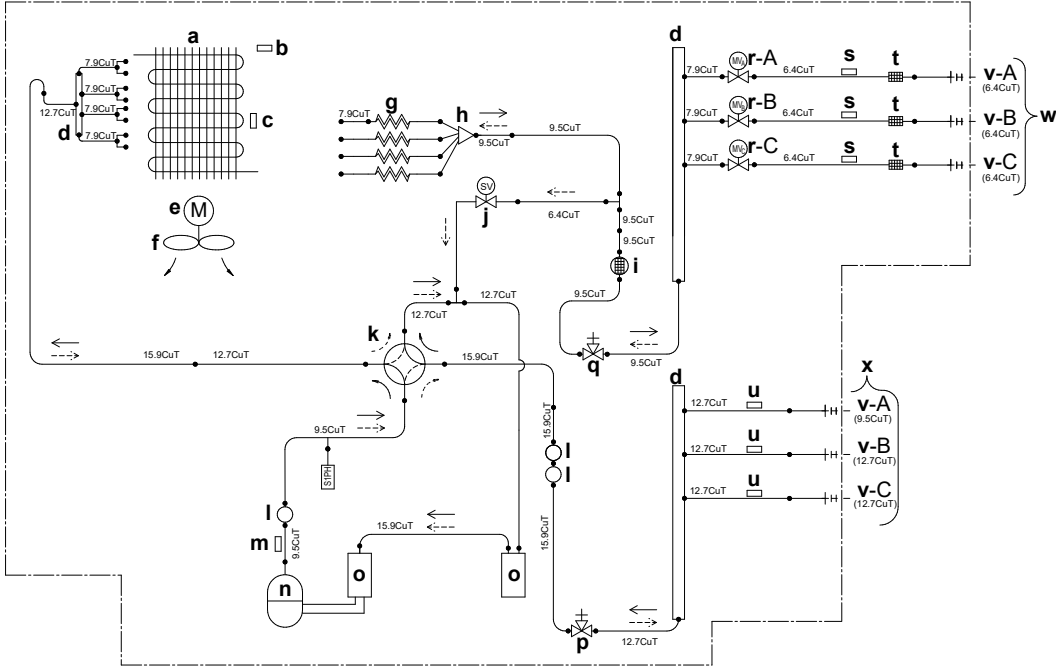 a
b
c
7.9CuT
7.9CuT
7.9CuT
7.9CuT
12.7CuT
d
e
M
f
7.9CuT
g
h
9.5CuT
9.5CuT
SV
j
6.4CuT
9.5CuT
9.5CuT
i
9.5CuT
q
9.5CuT
d
7.9CuT
MVA
r-A
6.4CuT
s
t
v-A
(6.4CuT)
7.9CuT
MVB
r-B
6.4CuT
s
t
v-B
(6.4CuT)
w
7.9CuT
MVC
r-C
6.4CuT
s
t
v-C
(6.4CuT)
12.7CuT
12.7CuT
k
15.9CuT
12.7CuT
15.9CuT
9.5CuT
S1PH
l
m
9.5CuT
n
o
15.9CuT
o
15.9CuT
l
l
15.9CuT
p
12.7CuT
d
x
12.7CuT
u
v-A
(9.5CuT)
12.7CuT
u
v-B
(12.7CuT)
12.7CuT
u
v-C
(12.7CuT)